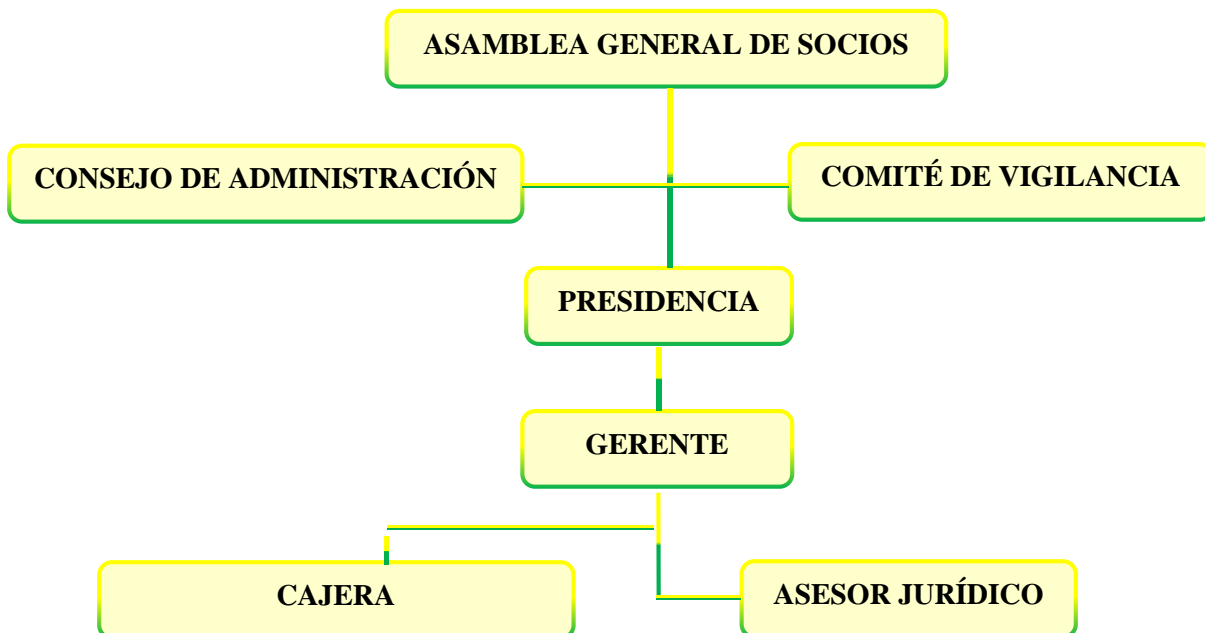 ASAMBLEA GENERAL DE SOCIOS
CONSEJO DE ADMINISTRACIÓN
COMITÉ DE VIGILANCIA
PRESIDENCIA
GERENTE
CAJERA
ASESOR JURÍDICO